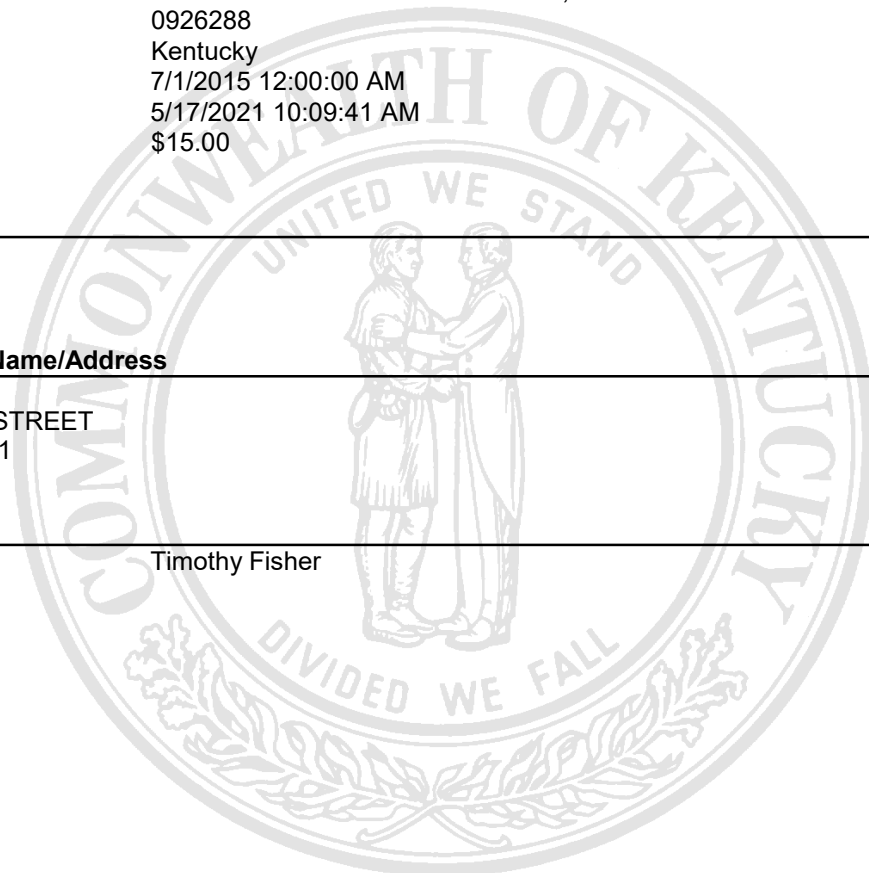 0926288
Kentucky
7/1/2015 12:00:00 AM
5/17/2021 10:09:41 AM
$15.00
COMMONWEALTH OF KENTUCKY
UNITED WE STAND
Name/Address
STREET
1
Timothy Fisher
DIVIDED WE FALL